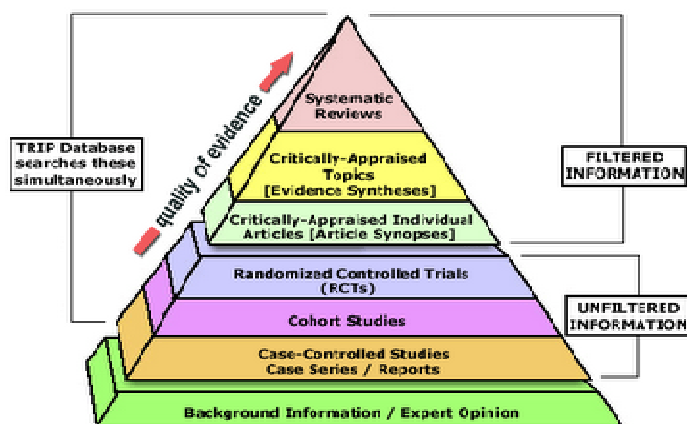 Systematic
Reviews
quality of evidence
TRIP Database
searches these
simultaneously
Critically-Appraised
Topics
[Evidence Syntheses]
FILTERED
INFORMATION
Critically-Appraised Individual
Articles [Article Synopses]
Randomized Controlled Trials
(RCTs)
UNFILTERED
INFORMATION
Cohort Studies
Case-Controlled Studies
Case Series / Reports
Background Information / Expert Opinion